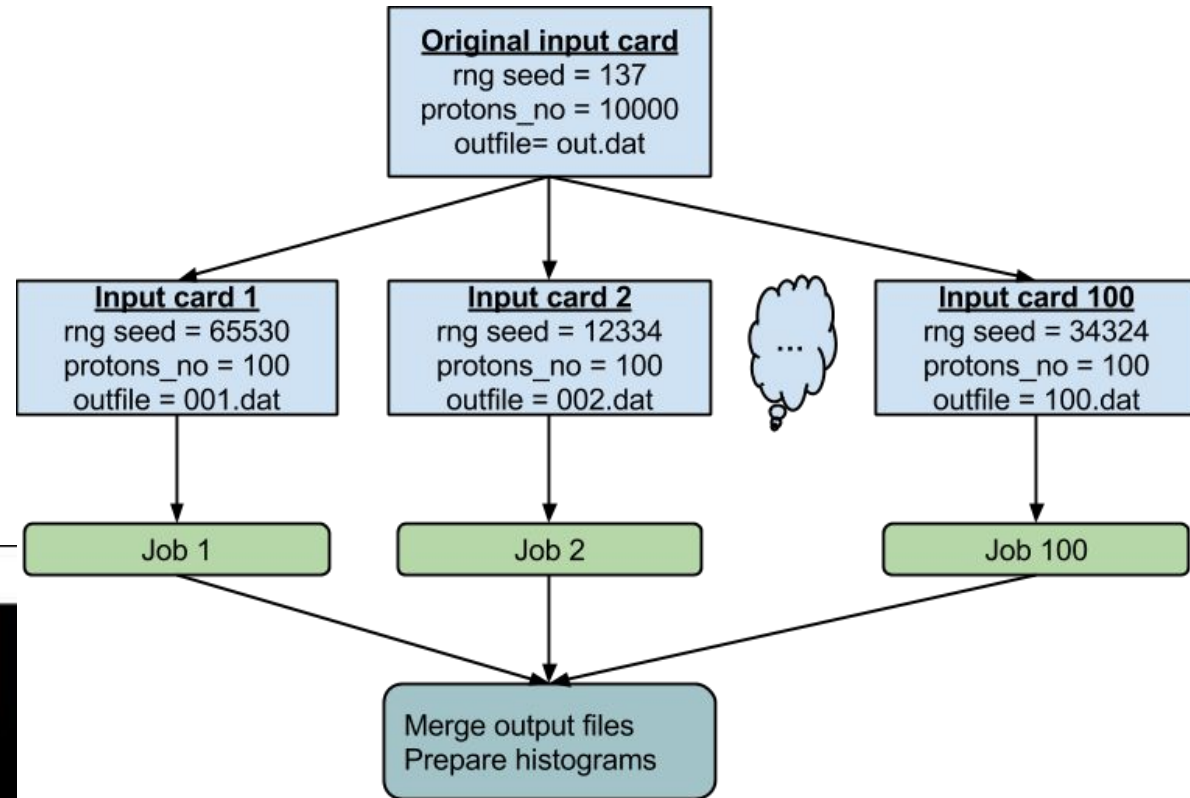 Original input card
rng seed = 137
protons_no = 10000
outfile= out.dat
Input card 1
rng seed = 65530
protons_no = 100
outfile = 001.dat
Input card 2
rng seed = 12334
protons_no = 100
outfile = 002.dat
...
Input card 100
rng seed = 34324
protons_no = 100
outfile = 100.dat
Job 1
Job 2
Job 100
Merge output files
Prepare histograms